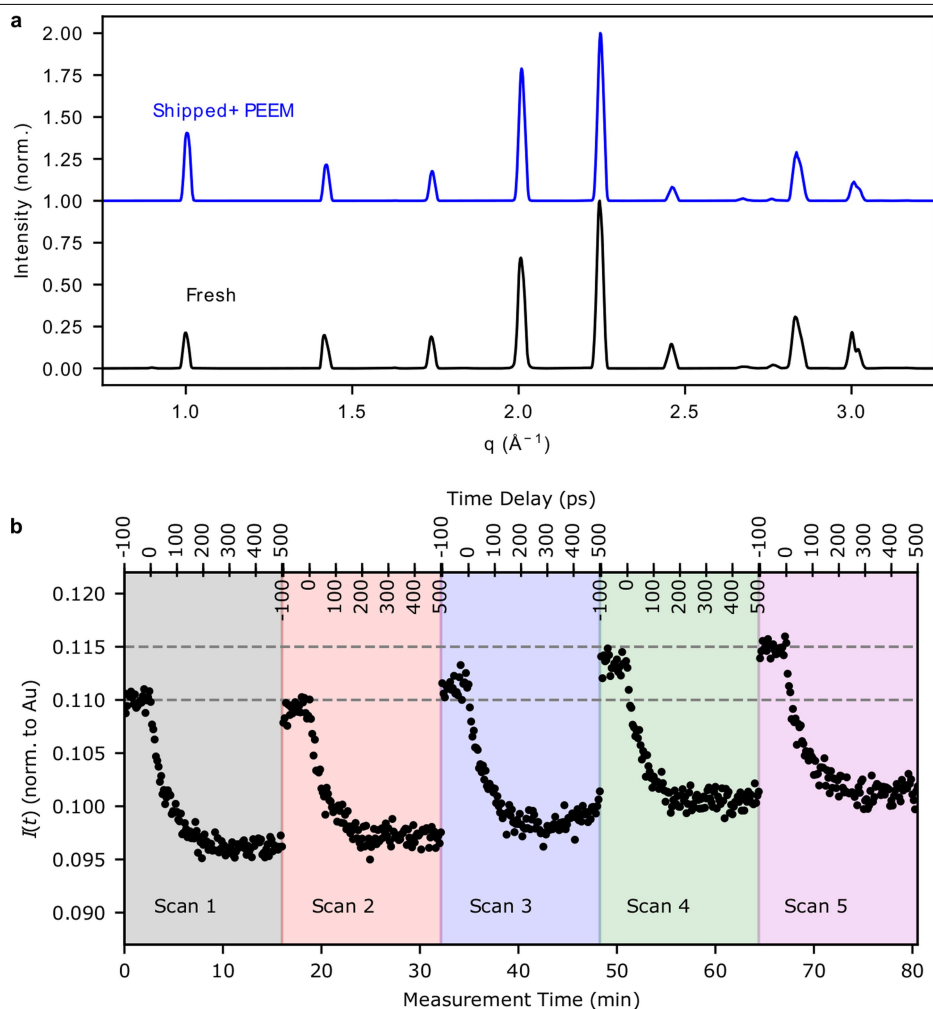 a
2.00
1.75
1.50
1.25
1.00
0.75
0.50
0.25
0.00
Intensity (norm.)
Shipped+ PEEM
Fresh
1.0 1.5 2.0 2.5 3.0
q (Å⁻¹)
b
Time Delay (ps)
-100 0 100 200 300 400 500 -100 0 100 200 300 400 500 -100 0 100 200 300 400 500
-100 0 100 200 300 400 500 -100 0 100 200 300 400 500
0.120
0.115
0.110
0.105
0.100
0.095
0.090
I(t) (norm. to Au)
Scan 1 Scan 2 Scan 3 Scan 4 Scan 5
0 10 20 30 40 50 60 70 80
Measurement Time (min)